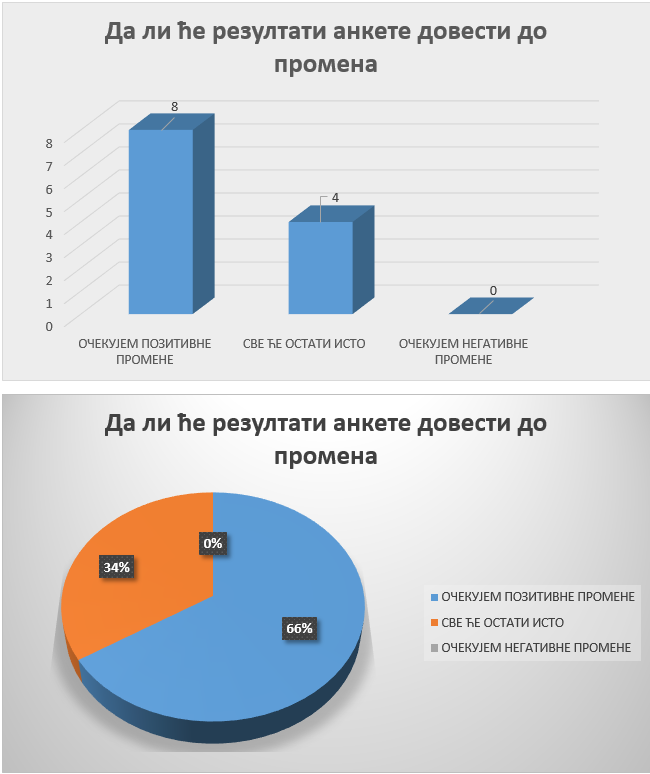 Да ли ће резултати анкете довести до
промена
8
4
0
8
7
6
5
4
3
2
1
0
ОЧЕКУЈЕМ ПОЗИТИВНЕ
ПРОМЕНЕ
СВЕ ЋЕ ОСТАТИ ИСТО
ОЧЕКУЈЕМ НЕГАТИВНЕ
ПРОМЕНЕ
Да ли ће резултати анкете довести до
промена
0%
34%
66%
ОЧЕКУЈЕМ ПОЗИТИВНЕ ПРОМЕНЕ
СВЕ ЋЕ ОСТАТИ ИСТО
ОЧЕКУЈЕМ НЕГАТИВНЕ ПРОМЕНЕ